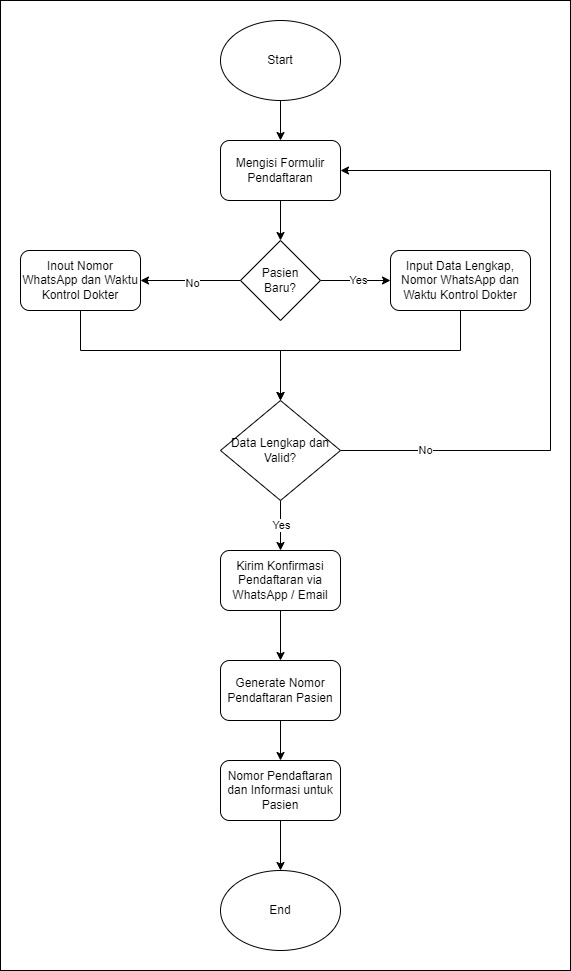 Start
Mengisi Formulir
Pendaftaran
Pasien
Baru?
No
Yes
Inout Nomor
WhatsApp dan Waktu
Kontrol Dokter
Input Data Lengkap,
Nomor WhatsApp dan
Waktu Kontrol Dokter
Data Lengkap dan
Valid?
No
Yes
Kirim Konfirmasi
Pendaftaran via
WhatsApp / Email
Generate Nomor
Pendaftaran Pasien
Nomor Pendaftaran
dan Informasi untuk
Pasien
End